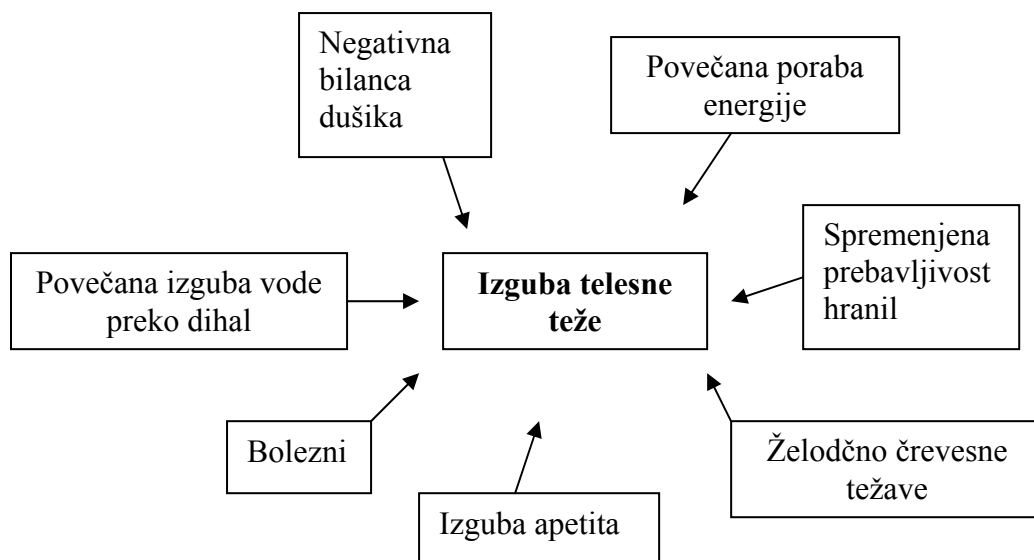 Negativna
bilanca
dušika
Povečana poraba
energije
Spremenjena
prebavljivost
hranil
Povečana izguba vode
preko dihal
Izguba telesne
teže
Bolezni
Želodčno črevesne
težave
Izguba apetita